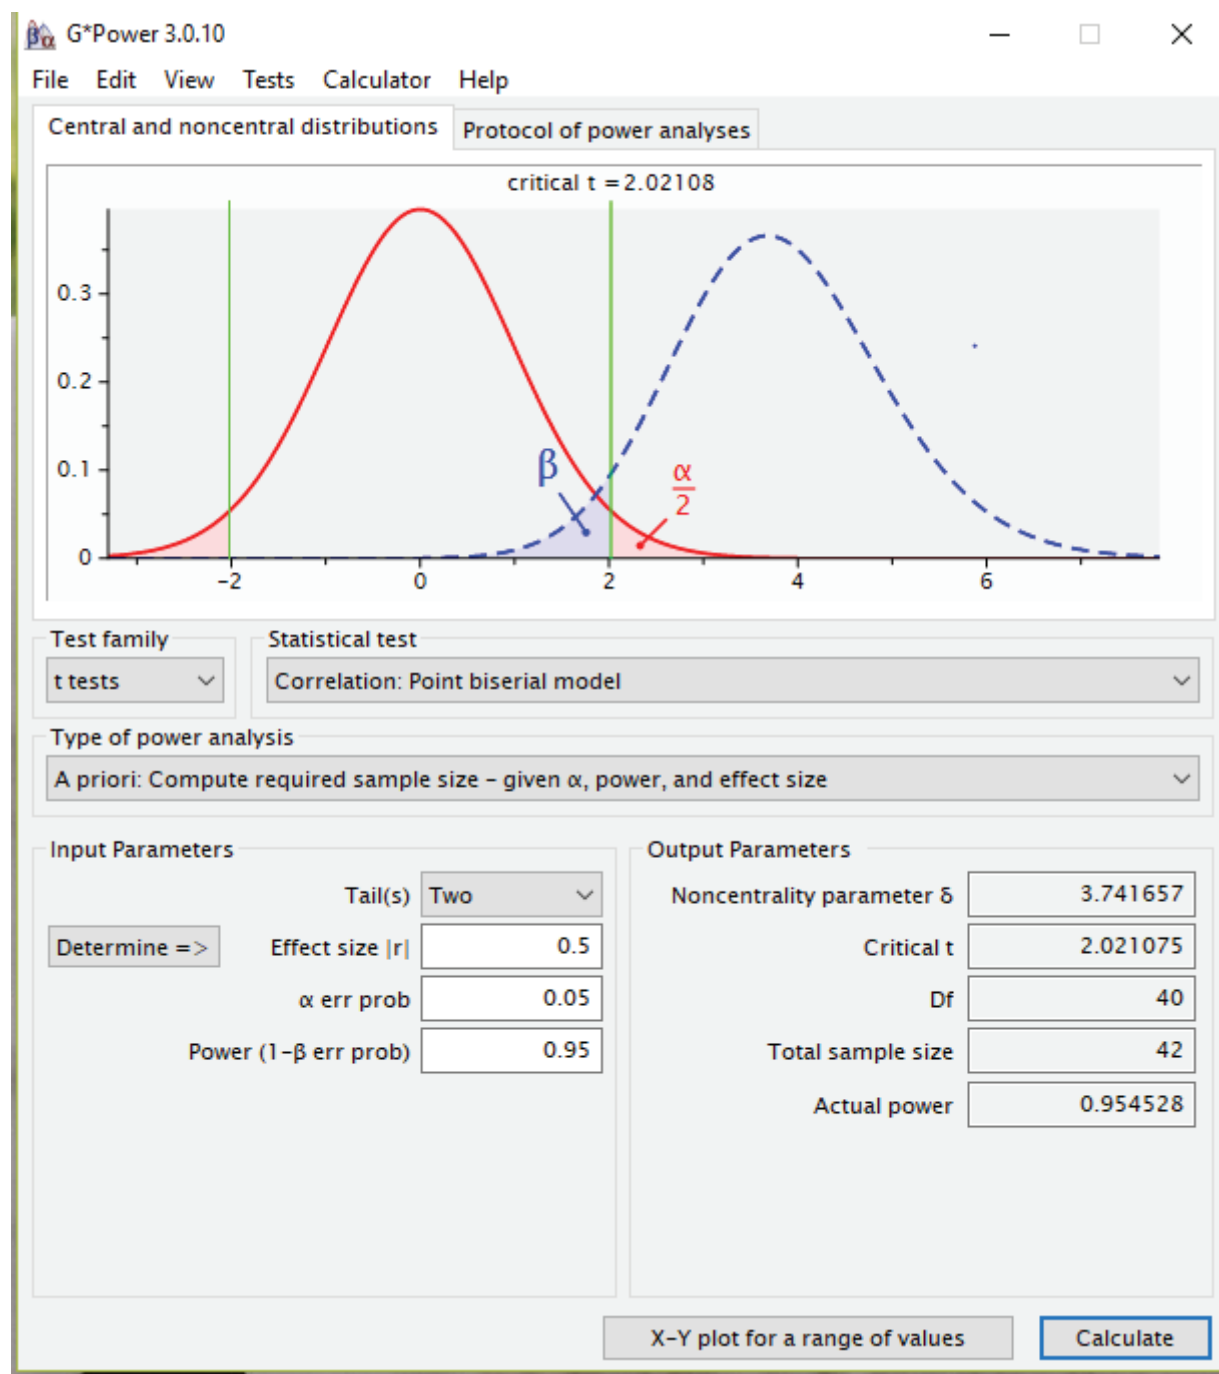 G*Power 3.0.10
File Edit View Tests Calculator Help
Central and noncentral distributions Protocol of power analyses
critical t = 2.02108
0.3
0.2
0.1
0
β
α
2
-2 0 2 4 6
Test family
t tests
Statistical test
Correlation: Point biserial model
Type of power analysis
A priori: Compute required sample size – given α, power, and effect size
Input Parameters
Tail(s) Two
Determine => Effect size |r| 0.5
α err prob 0.05
Power (1-β err prob) 0.95
Output Parameters
Noncentrality parameter δ 3.741657
Critical t 2.021075
Df 40
Total sample size 42
Actual power 0.954528
X-Y plot for a range of values Calculate